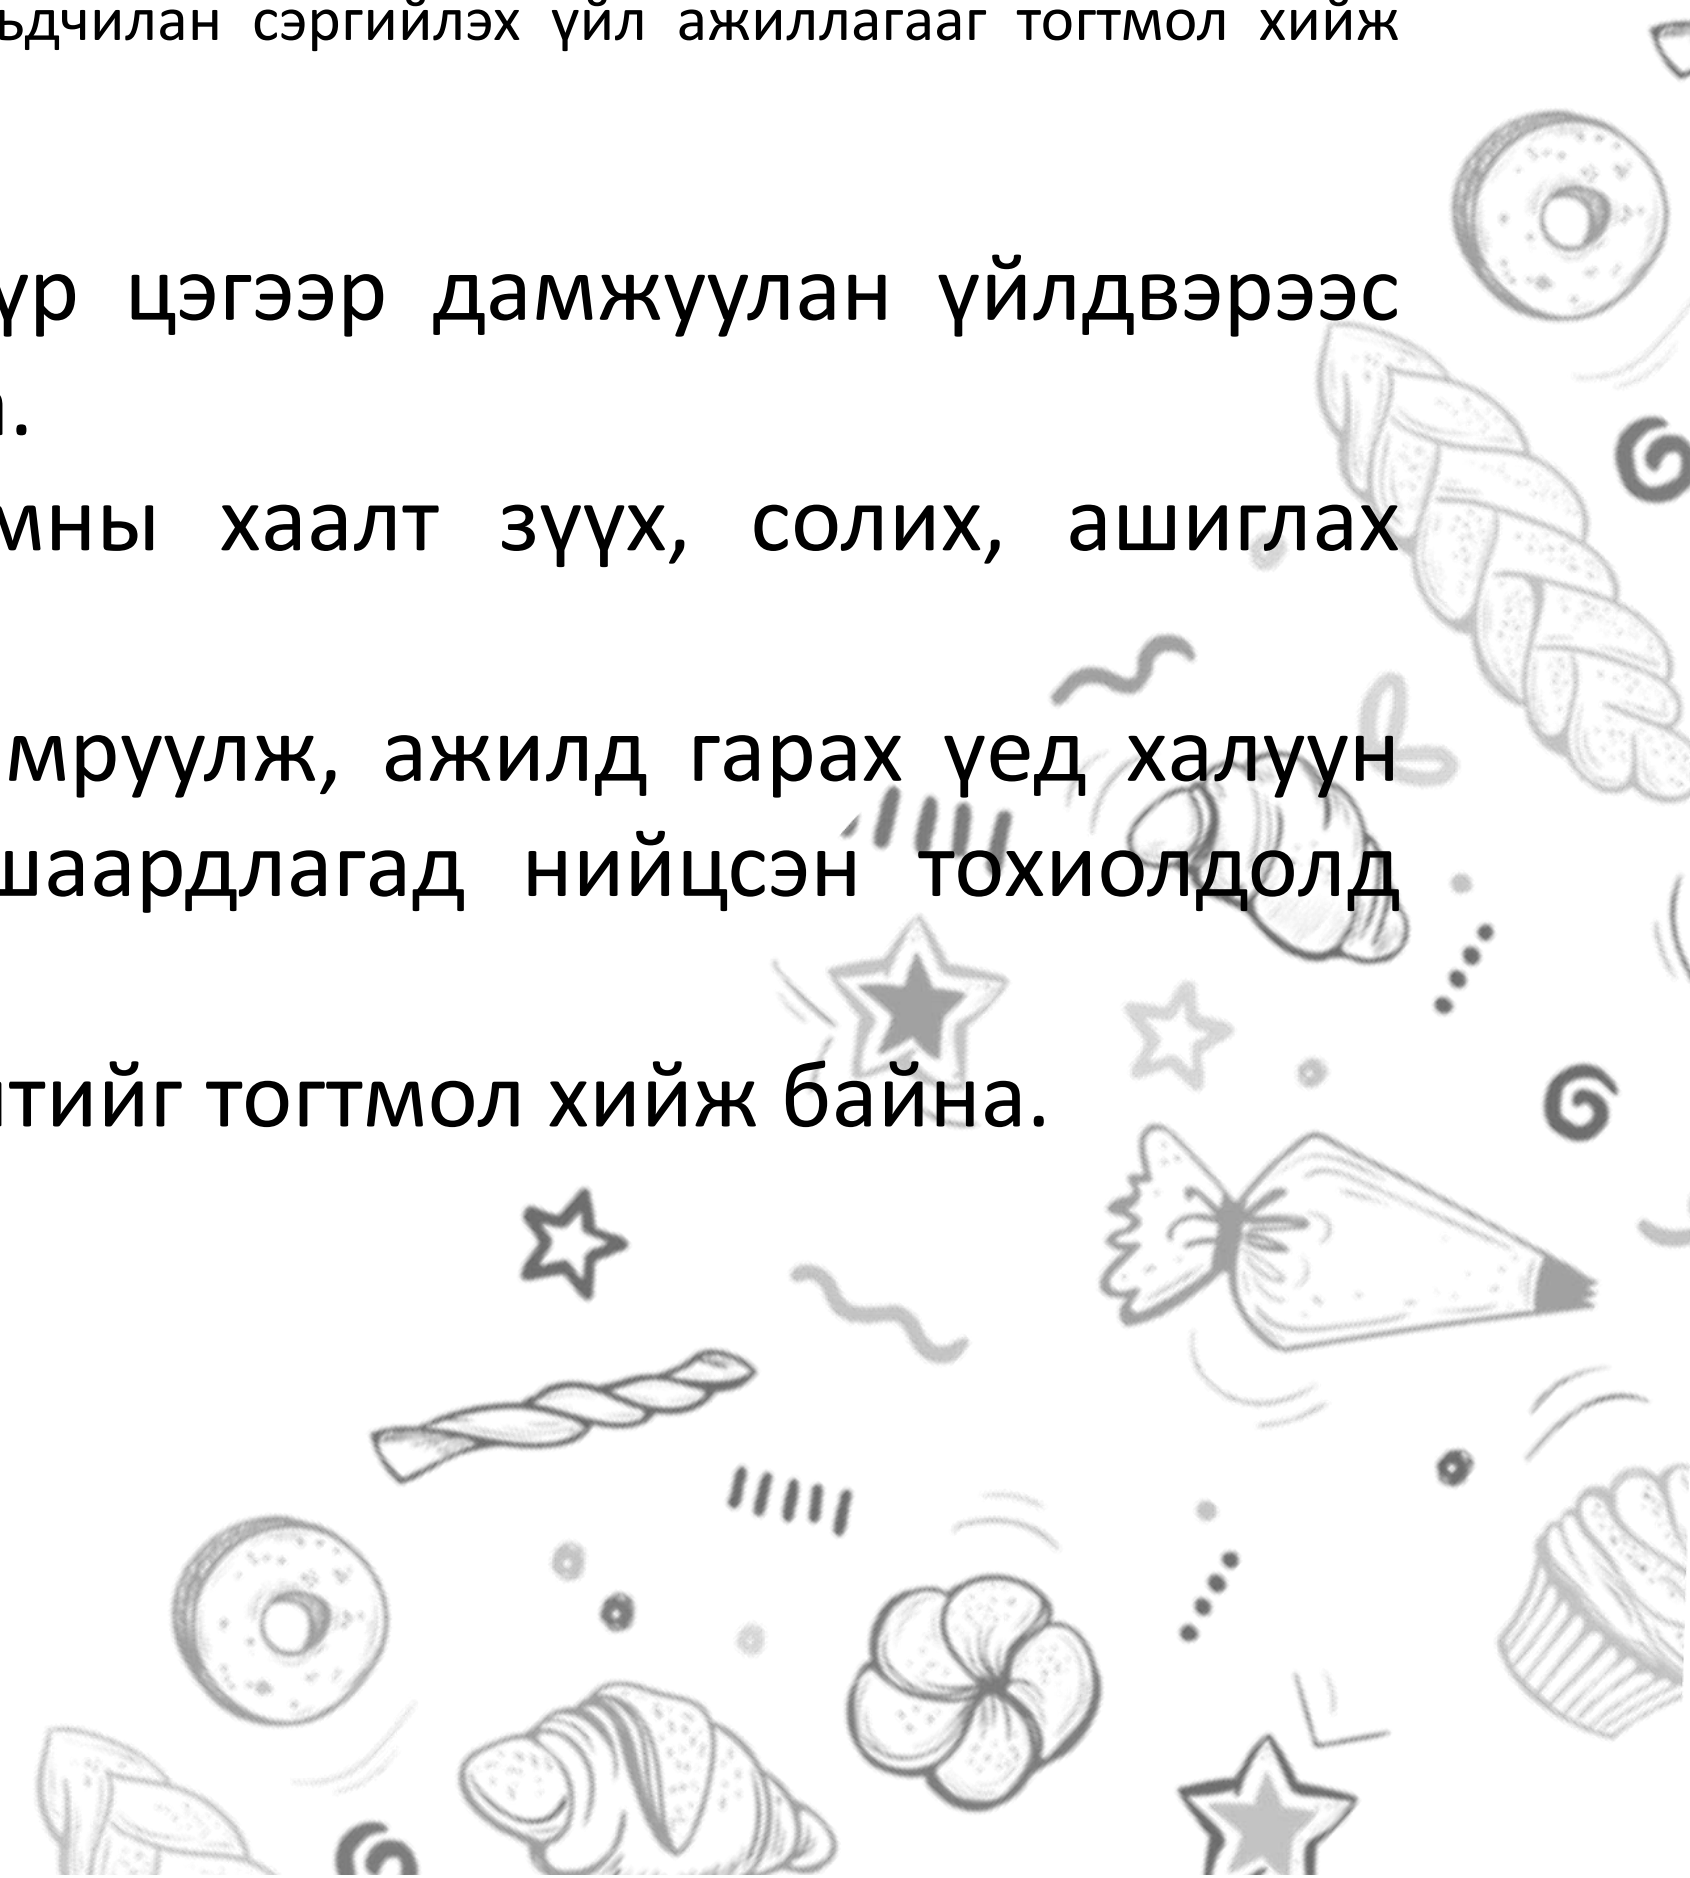 ьдчилан сэргийлэх үйл ажиллагааг тогтмол хийж
үр цэгээр дамжуулан үйлдвэрээс
мны хаалт зүүх, солих, ашиглах
мруулж, ажилд гарах үед халуун
шаардлагад нийцсэн тохиолдолд
лтийг тогтмол хийж байна.